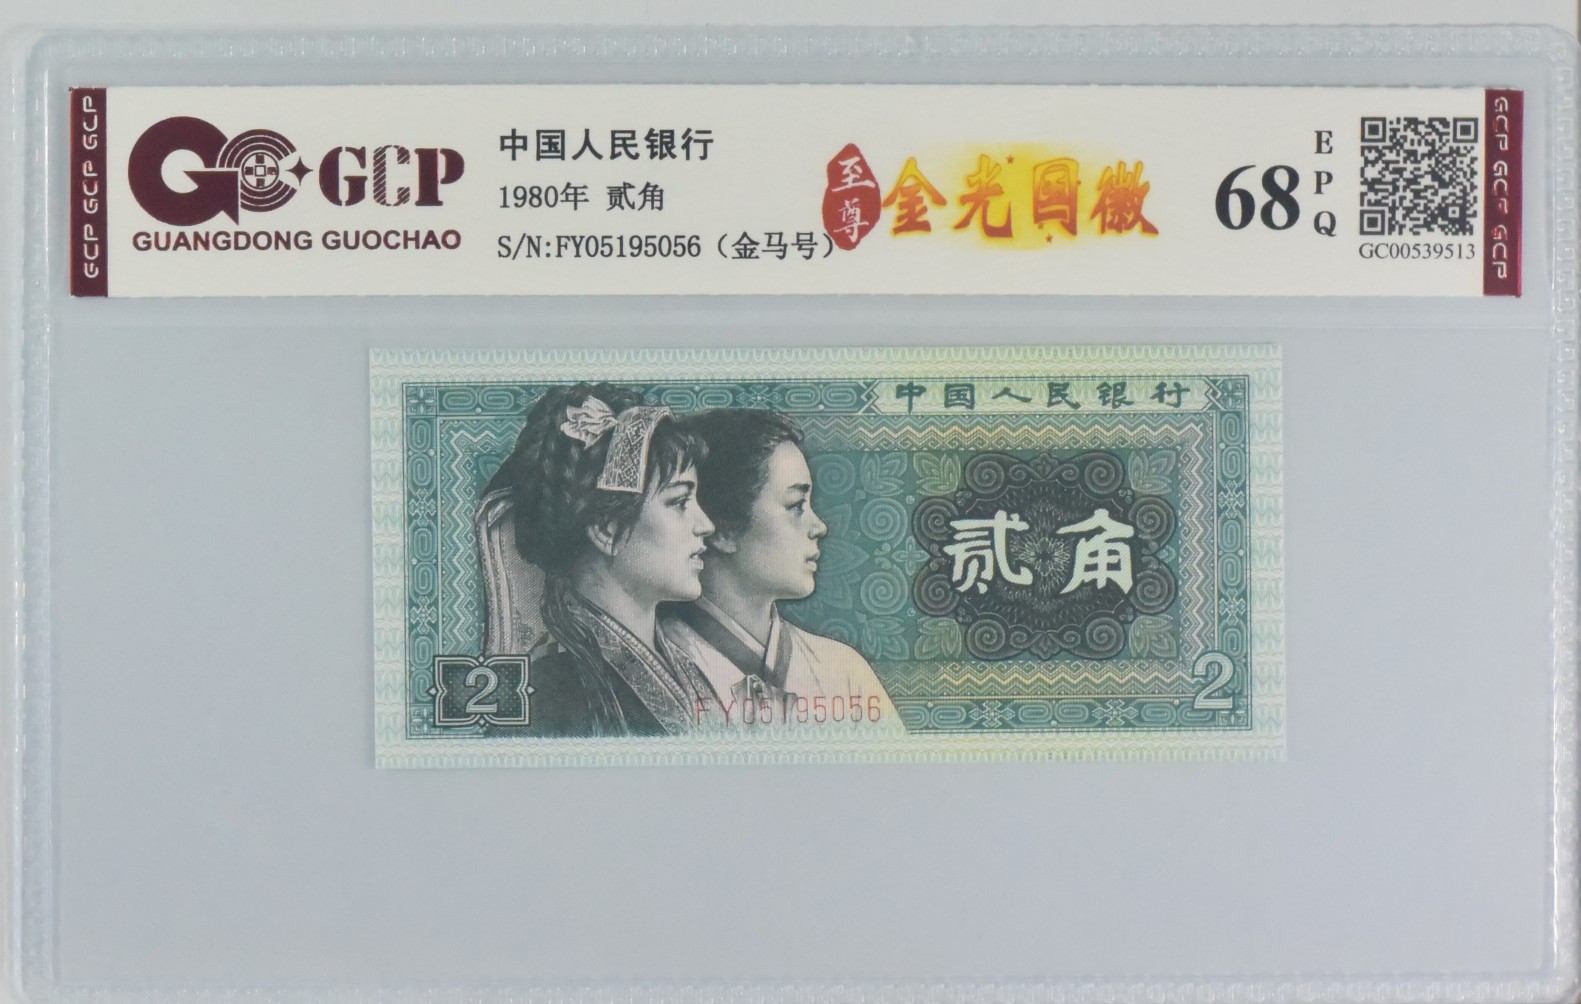 GCP GCP GCP
GCP
GUANGDONG GUOCHAO
中国人民银行
1980年 贰角
S/N:FY05195056（金马号）
至尊
金光国徽
68
EPQ
GC00539513
GCP GCP GCP
中国人民银行
贰角
2
2
FY05195056